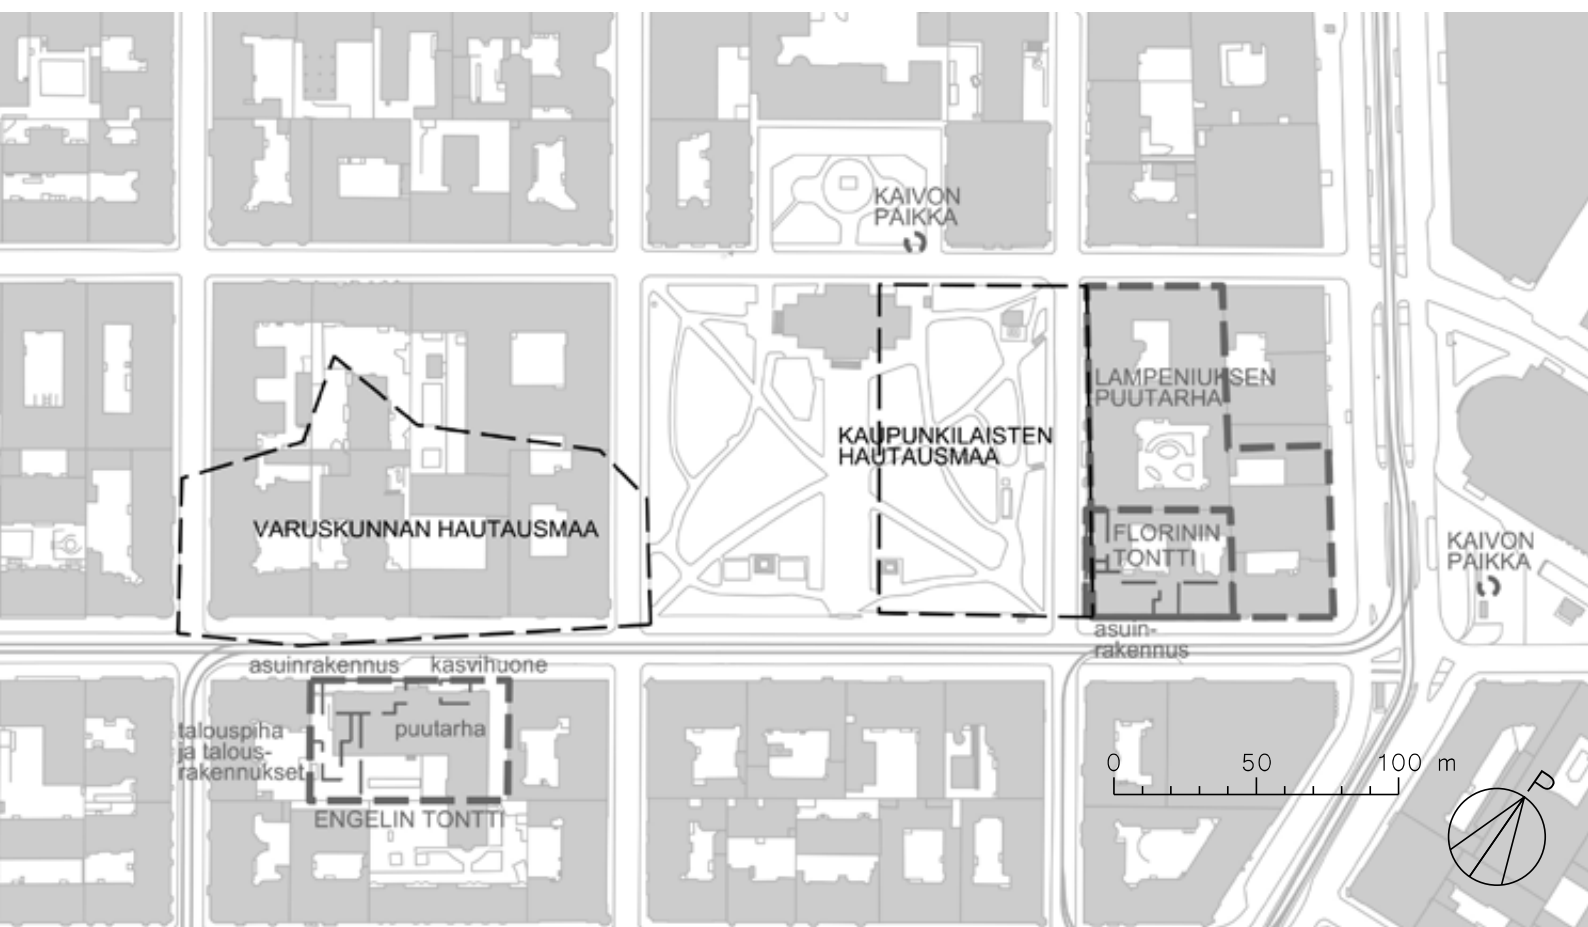 KAIVON
PAIKKA
LAMPENIUKSEN
PUUTARHA
KAUPUNKILAISTEN
HAUTAUSMAA
VARUSKUNNAN HAUTAUSMAA
FLORININ
TONTTI
KAIVON
PAIKKA
asuin-
rakennus
asuinrakennus
kasvihuone
talouspiha
ja talous-
rakennukset
puutarha
ENGELIN TONTTI
0 50 100 m
P